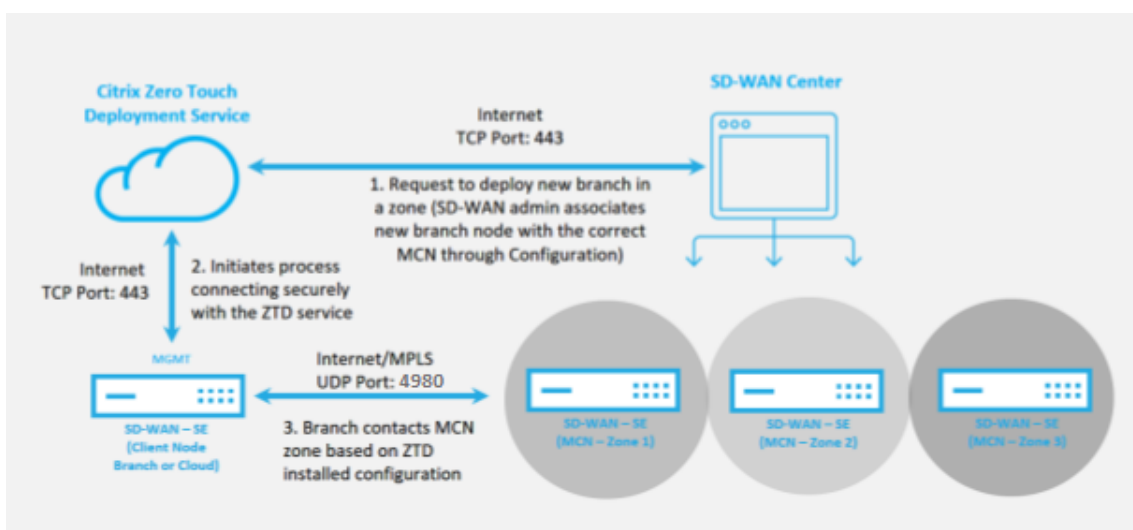 Citrix Zero Touch
Deployment Service
SD-WAN Center
Internet
TCP Port: 443
1. Request to deploy new branch in
a zone (SD-WAN admin associates
new branch node with the correct
MCN through Configuration)
Internet
TCP Port: 443
2. Initiates process
connecting securely
with the ZTD service
MGMT
SD-WAN – SE
(Client Node
Branch or Cloud)
Internet/MPLS
UDP Port: 4980
3. Branch contacts MCN
zone based on ZTD
installed configuration
SD-WAN – SE
(MCN – Zone 1)
SD-WAN – SE
(MCN – Zone 2)
SD-WAN – SE
(MCN – Zone 3)